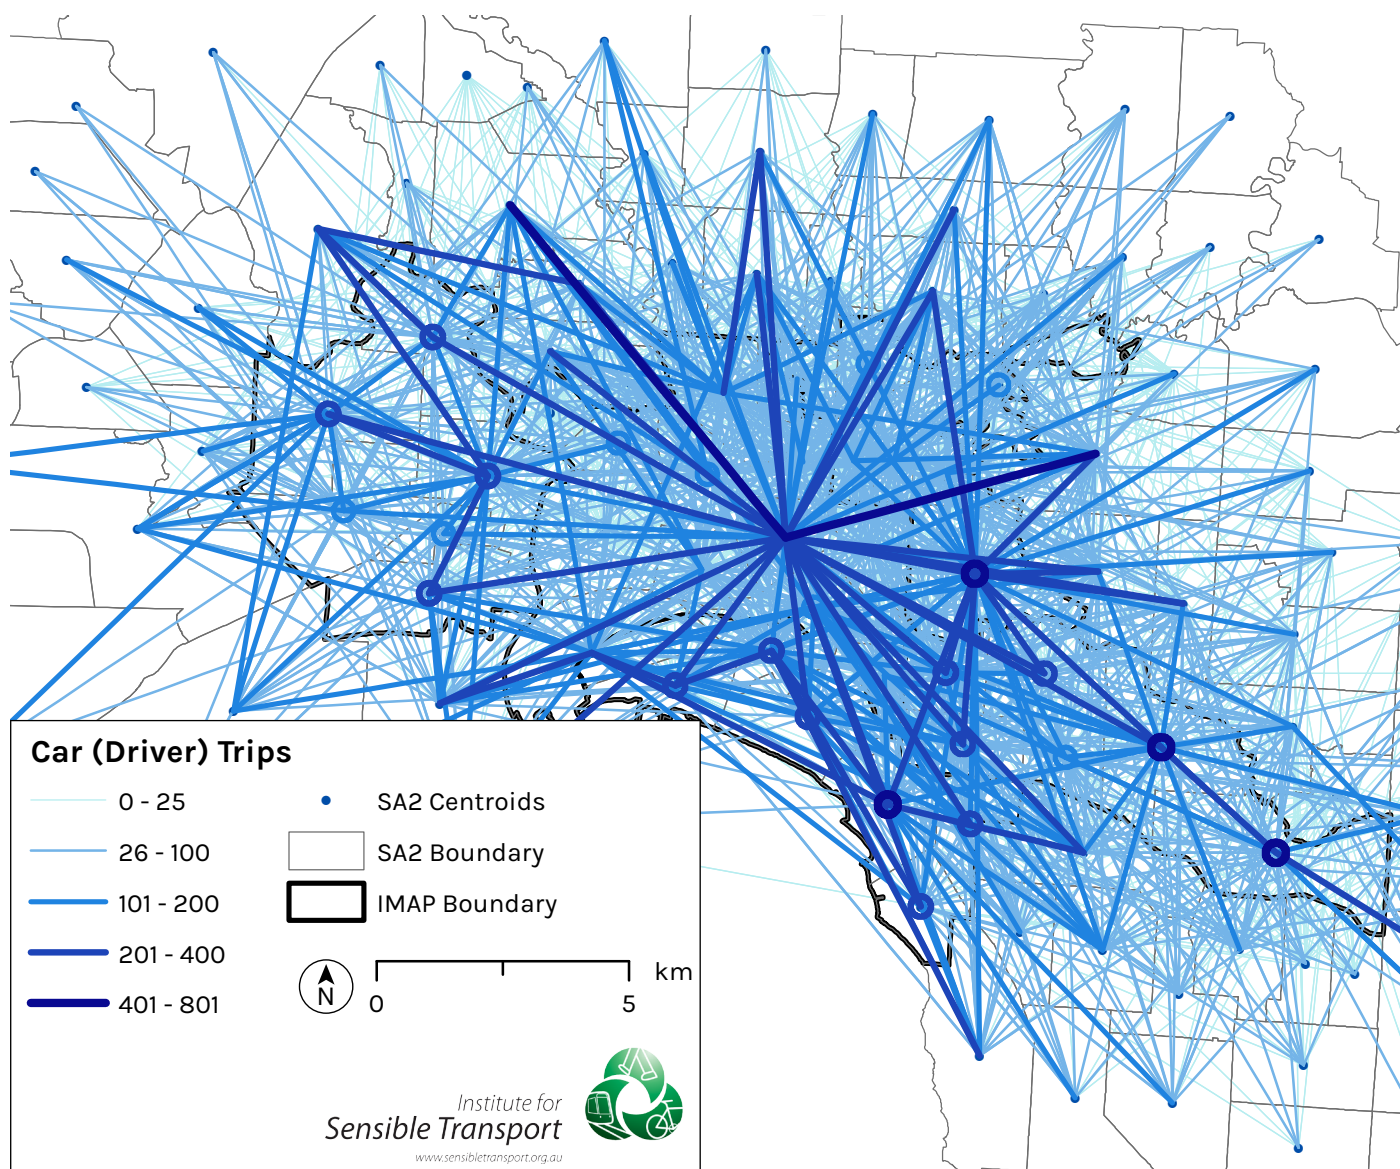 Car (Driver) Trips
0 - 25
26 - 100
101 - 200
201 - 400
401 - 801
SA2 Centroids
SA2 Boundary
IMAP Boundary
N
km
0
5
Institute for
Sensible Transport
www.sensibletransport.org.au